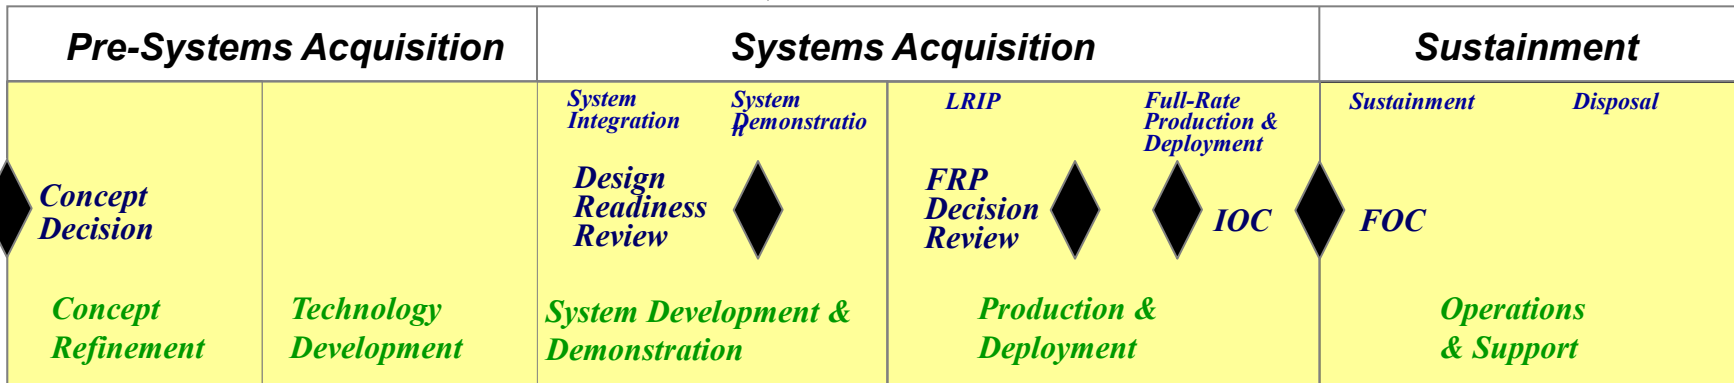 Pre-Systems Acquisition
Systems Acquisition
Sustainment
System
Integration
System
Demonstratio
n
LRIP
Full-Rate
Production &
Deployment
Sustainment
Disposal
Concept
Decision
Design
Readiness
Review
FRP
Decision
Review
IOC
FOC
Concept
Refinement
Technology
Development
System Development &
Demonstration
Production &
Deployment
Operations
& Support